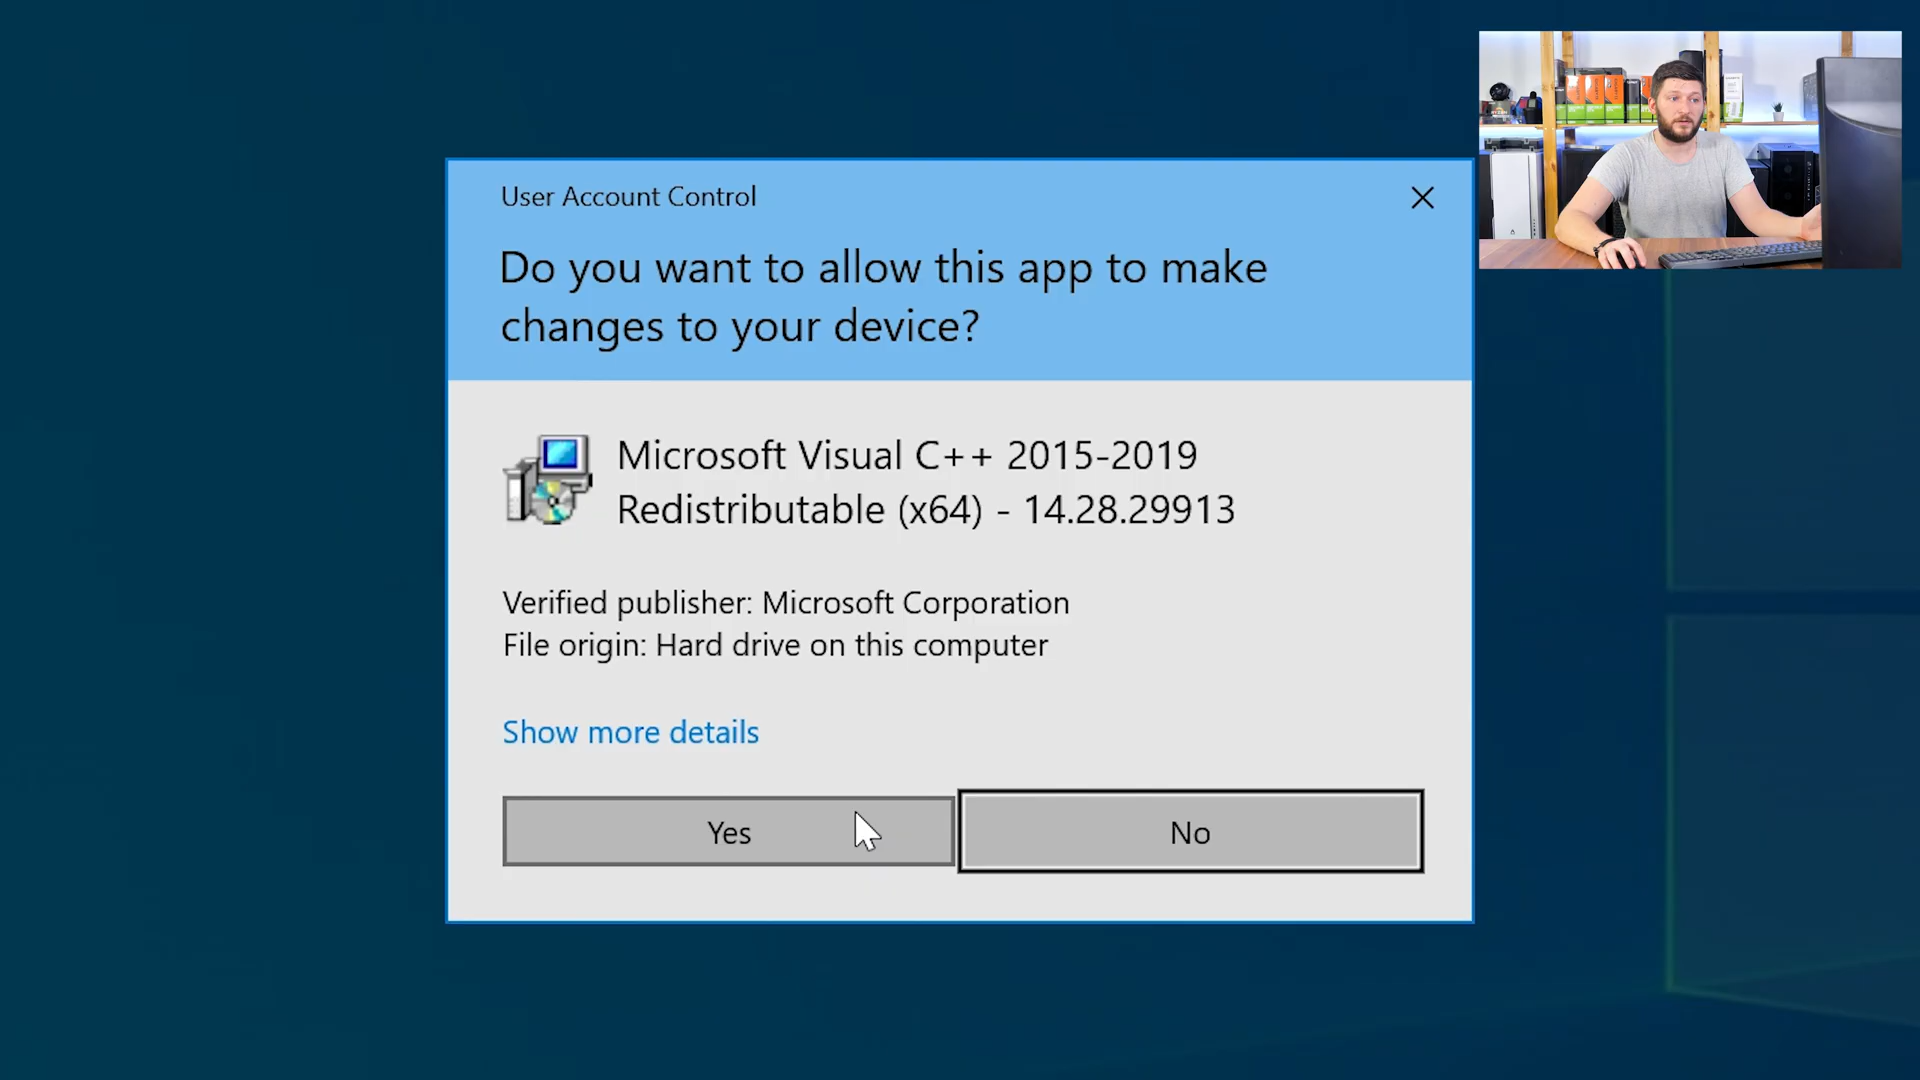 User Account Control
Do you want to allow this app to make
changes to your device?
Microsoft Visual C++ 2015-2019
Redistributable (x64) - 14.28.29913
Verified publisher: Microsoft Corporation
File origin: Hard drive on this computer
Show more details
Yes
No